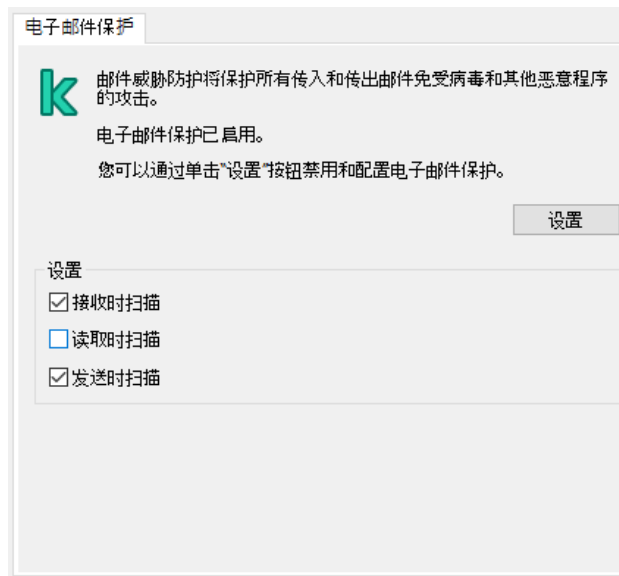 电子邮件保护
邮件威胁防护将保护所有传入和传出邮件免受病毒和其他恶意程序
的攻击。
电子邮件保护已启用。
您可以通过单击"设置"按钮禁用和配置电子邮件保护。
设置
设置
接收时扫描
读取时扫描
发送时扫描